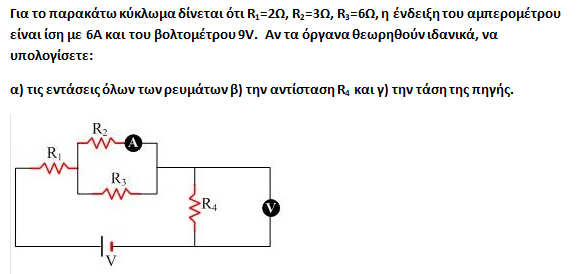 Για το παρακάτω κύκλωμα δίνεται ότι R₁=2Ω, R₂=3Ω, R₃=6Ω, η ένδειξη του αμπερομέτρου
είναι ίση με 6Α και του βολτομέτρου 9V. Αν τα όργανα θεωρηθούν ιδανικά, να
υπολογίσετε:
α) τις εντάσεις όλων των ρευμάτων β) την αντίσταση R₄ και γ) την τάση της πηγής.
R₂
A
R₁
R₃
R₄
V
V